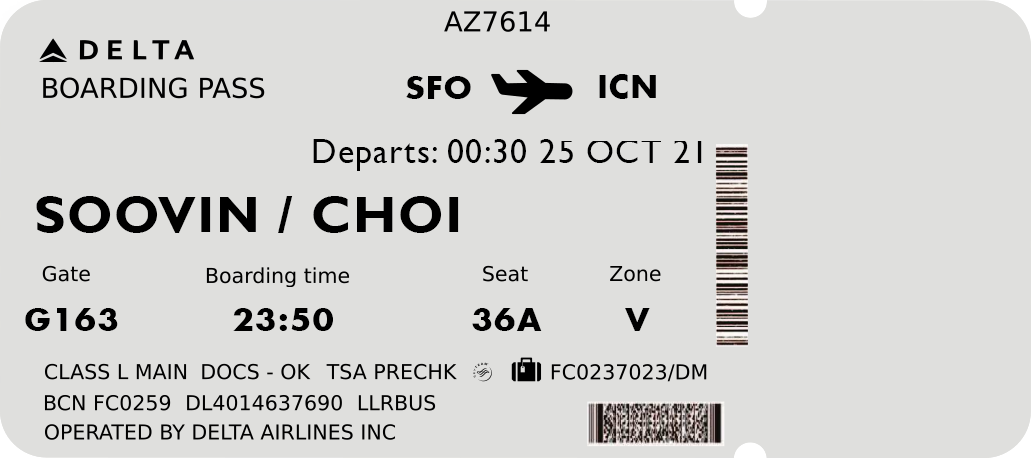 AZ7614
DELTA
BOARDING PASS
SFO ICN
Departs: 00:30 25 OCT 21
SOOVIN / CHOI
Gate Boarding time Seat Zone
G163 23:50 36A V
CLASS L MAIN DOCS - OK TSA PRECHK FC0237023/DM
BCN FC0259 DL4014637690 LLRBUS
OPERATED BY DELTA AIRLINES INC